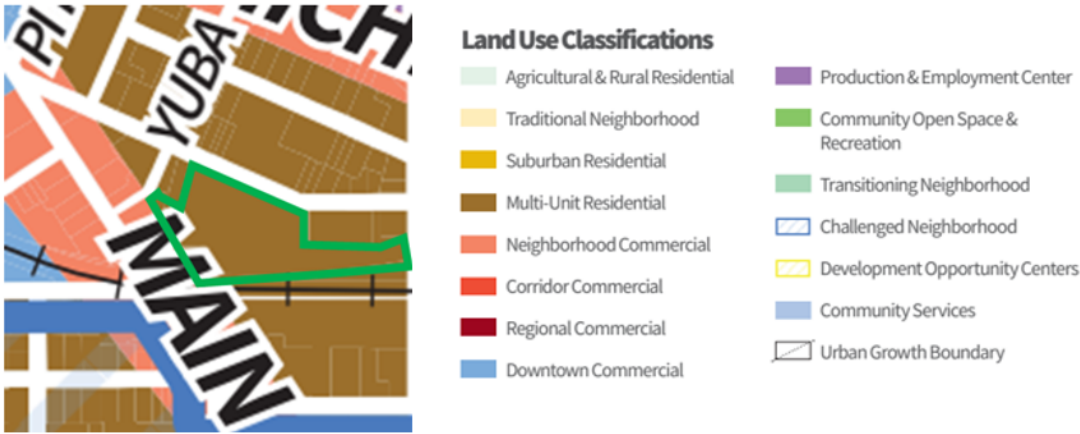 YUBA
MAIN
Land Use Classifications
Agricultural & Rural Residential
Traditional Neighborhood
Suburban Residential
Multi-Unit Residential
Neighborhood Commercial
Corridor Commercial
Regional Commercial
Downtown Commercial
Production & Employment Center
Community Open Space &
Recreation
Transitioning Neighborhood
Challenged Neighborhood
Development Opportunity Centers
Community Services
Urban Growth Boundary